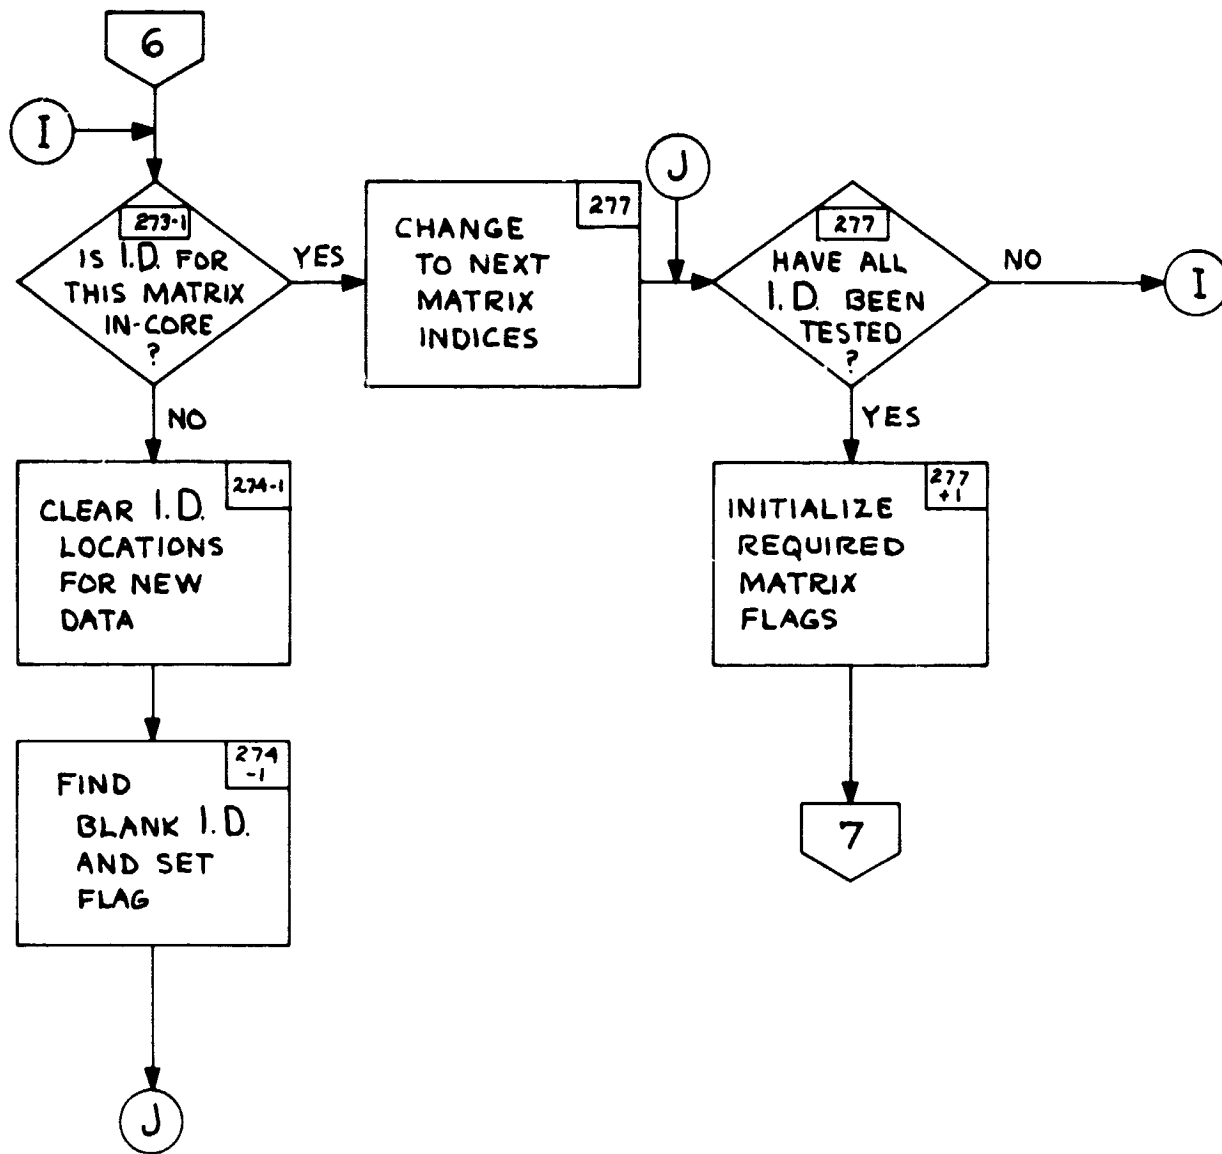 6
I
273-1
IS I.D. FOR
THIS MATRIX
IN-CORE
?
YES
NO
277
CHANGE
TO NEXT
MATRIX
INDICES
J
277
HAVE ALL
I.D. BEEN
TESTED
?
NO
I
YES
274-1
CLEAR I.D.
LOCATIONS
FOR NEW
DATA
277
+1
INITIALIZE
REQUIRED
MATRIX
FLAGS
274
-1
FIND
BLANK I.D.
AND SET
FLAG
7
J